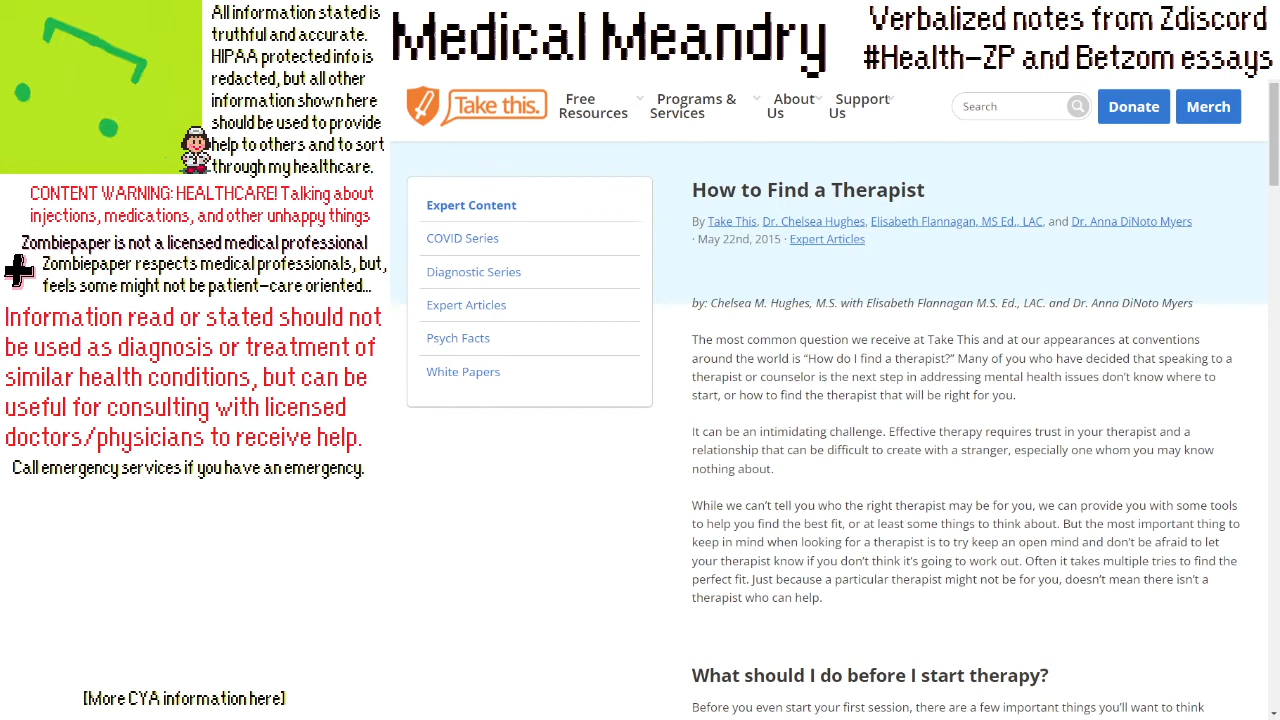 All information stated is
truthful and accurate.
HIPAA protected info is
redacted, but all other
information shown here
should be used to provide
help to others and to sort
through my healthcare.
CONTENT WARNING: HEALTHCARE! Talking about
injections, medications, and other unhappy things
Zombiepaper is not a licensed medical professional
Zombiepaper respects medical professionals, but,
feels some might not be patient-care oriented...
Information read or stated should not
be used as diagnosis or treatment of
similar health conditions, but can be
useful for consulting with licensed
doctors/physicians to receive help.
Call emergency services if you have an emergency.
[More CYA information here]
Medical Meandry
Verbalized notes from Zdiscord
#Health-ZP and Betzom essays
Take this.
Free
Resources
Programs &
Services
About
Us
Support
Us
Search
Donate
Merch
Expert Content
COVID Series
Diagnostic Series
Expert Articles
Psych Facts
White Papers
How to Find a Therapist
By Take This, Dr. Chelsea Hughes, Elisabeth Flannagan, MS Ed., LAC, and Dr. Anna DiNoto Myers
· May 22nd, 2015 · Expert Articles
by: Chelsea M. Hughes, M.S. with Elisabeth Flannagan M.S. Ed., LAC. and Dr. Anna DiNoto Myers
The most common question we receive at Take This and at our appearances at conventions
around the world is “How do I find a therapist?” Many of you who have decided that speaking to a
therapist or counselor is the next step in addressing mental health issues don’t know where to
start, or how to find the therapist that will be right for you.
It can be an intimidating challenge. Effective therapy requires trust in your therapist and a
relationship that can be difficult to create with a stranger, especially one whom you may know
nothing about.
While we can’t tell you who the right therapist may be for you, we can provide you with some tools
to help you find the best fit, or at least some things to think about. But the most important thing to
keep in mind when looking for a therapist is to try keep an open mind and don’t be afraid to let
your therapist know if you don’t think it’s going to work out. Often it takes multiple tries to find the
perfect fit. Just because a particular therapist might not be for you, doesn’t mean there isn’t a
therapist who can help.
What should I do before I start therapy?
Before you even start your first session, there are a few important things you’ll want to think